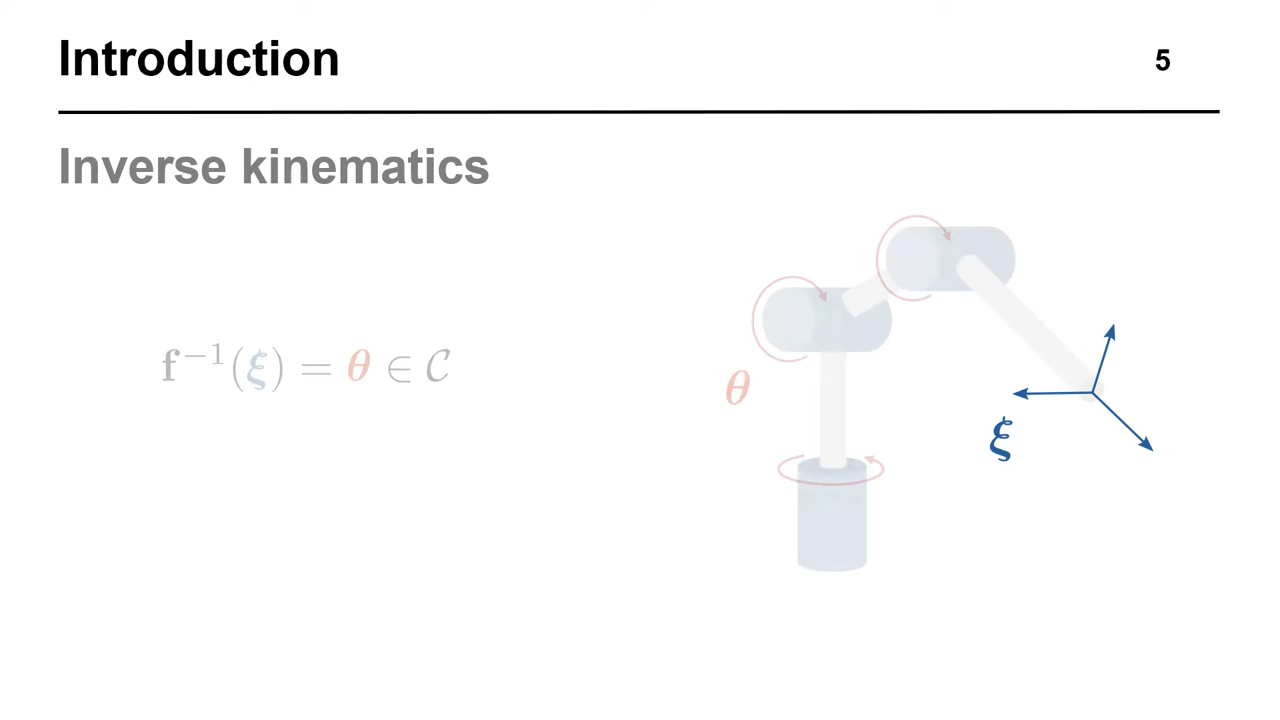 Introduction
5
Inverse kinematics
f⁻¹(ξ) = θ ∈ 𝒞
θ
ξ